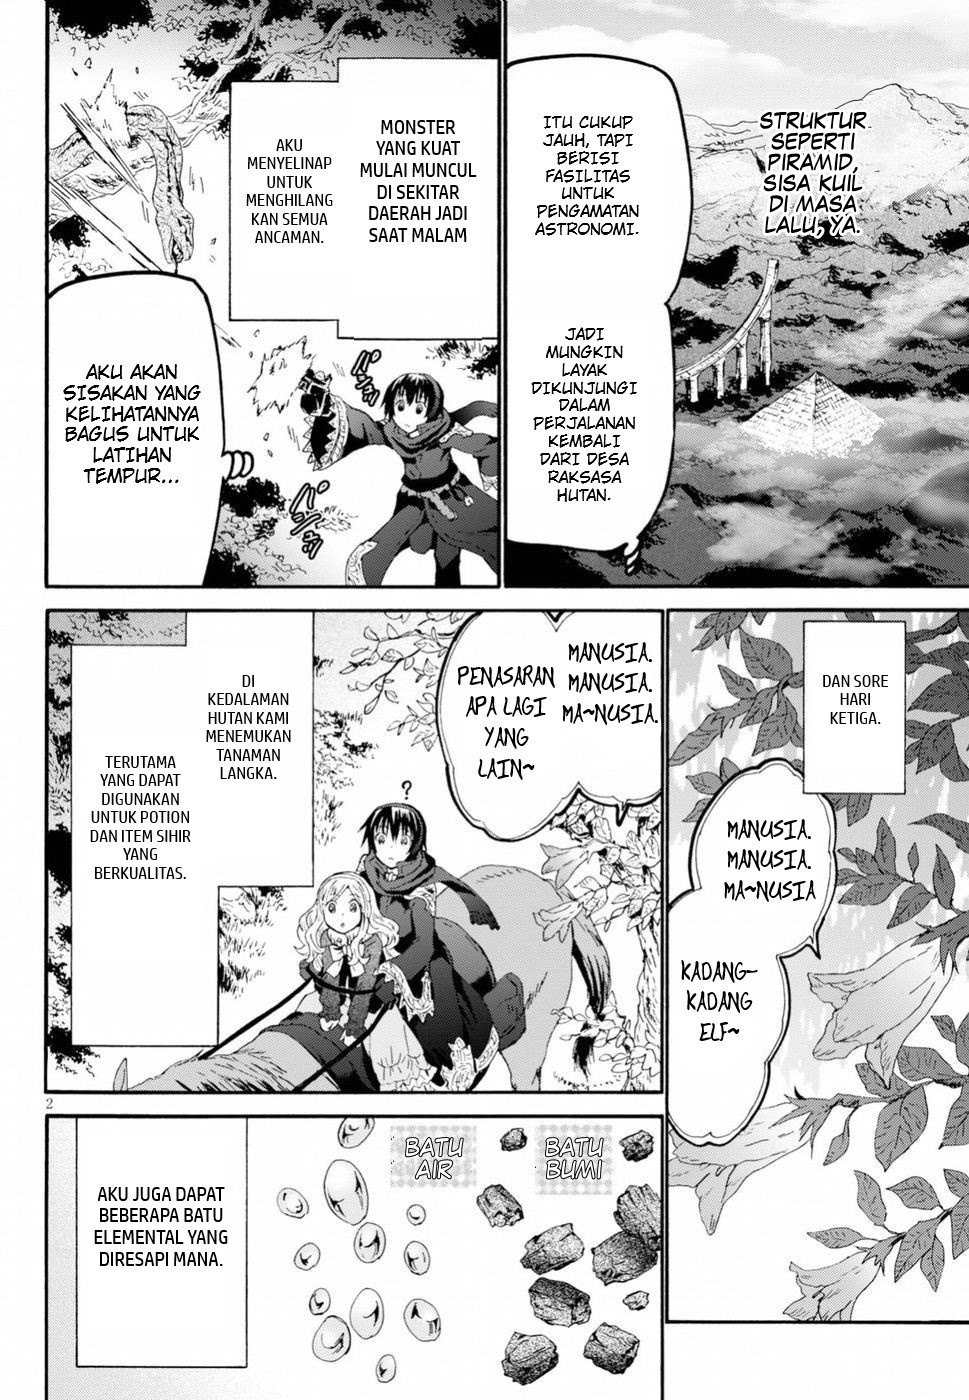 STRUKTUR
SEPERTI
PIRAMID,
SISA KUIL
DI MASA
LALU, YA.
ITU CUKUP
JAUH, TAPI
BERISI
FASILITAS
UNTUK
PENGAMATAN
ASTRONOMI.
JADI
MUNGKIN
LAYAK
DIKUNJUNGI
DALAM
PERJALANAN
KEMBALI
DARI DESA
RAKSASA
HUTAN.
MONSTER
YANG KUAT
MULAI MUNCUL
DI SEKITAR
DAERAH JADI
SAAT MALAM
AKU
MENYELINAP
UNTUK
MENGHILANG
KAN SEMUA
ANCAMAN.
AKU AKAN
SISAKAN YANG
KELIHATANNYA
BAGUS UNTUK
LATIHAN
TEMPUR...
DAN SORE
HARI
KETIGA.
MANUSIA.
MANUSIA.
MA~NUSIA
KADANG~
KADANG
ELF~
MANUSIA.
MANUSIA.
MA~NUSIA.
PENASARAN
APA LAGI
YANG
LAIN~
?
DI
KEDALAMAN
HUTAN KAMI
MENEMUKAN
TANAMAN
LANGKA.
TERUTAMA
YANG DAPAT
DIGUNAKAN
UNTUK POTION
DAN ITEM SIHIR
YANG
BERKUALITAS.
2
BATU
BUMI
BATU
AIR
AKU JUGA DAPAT
BEBERAPA BATU
ELEMENTAL YANG
DIRESAPI MANA.